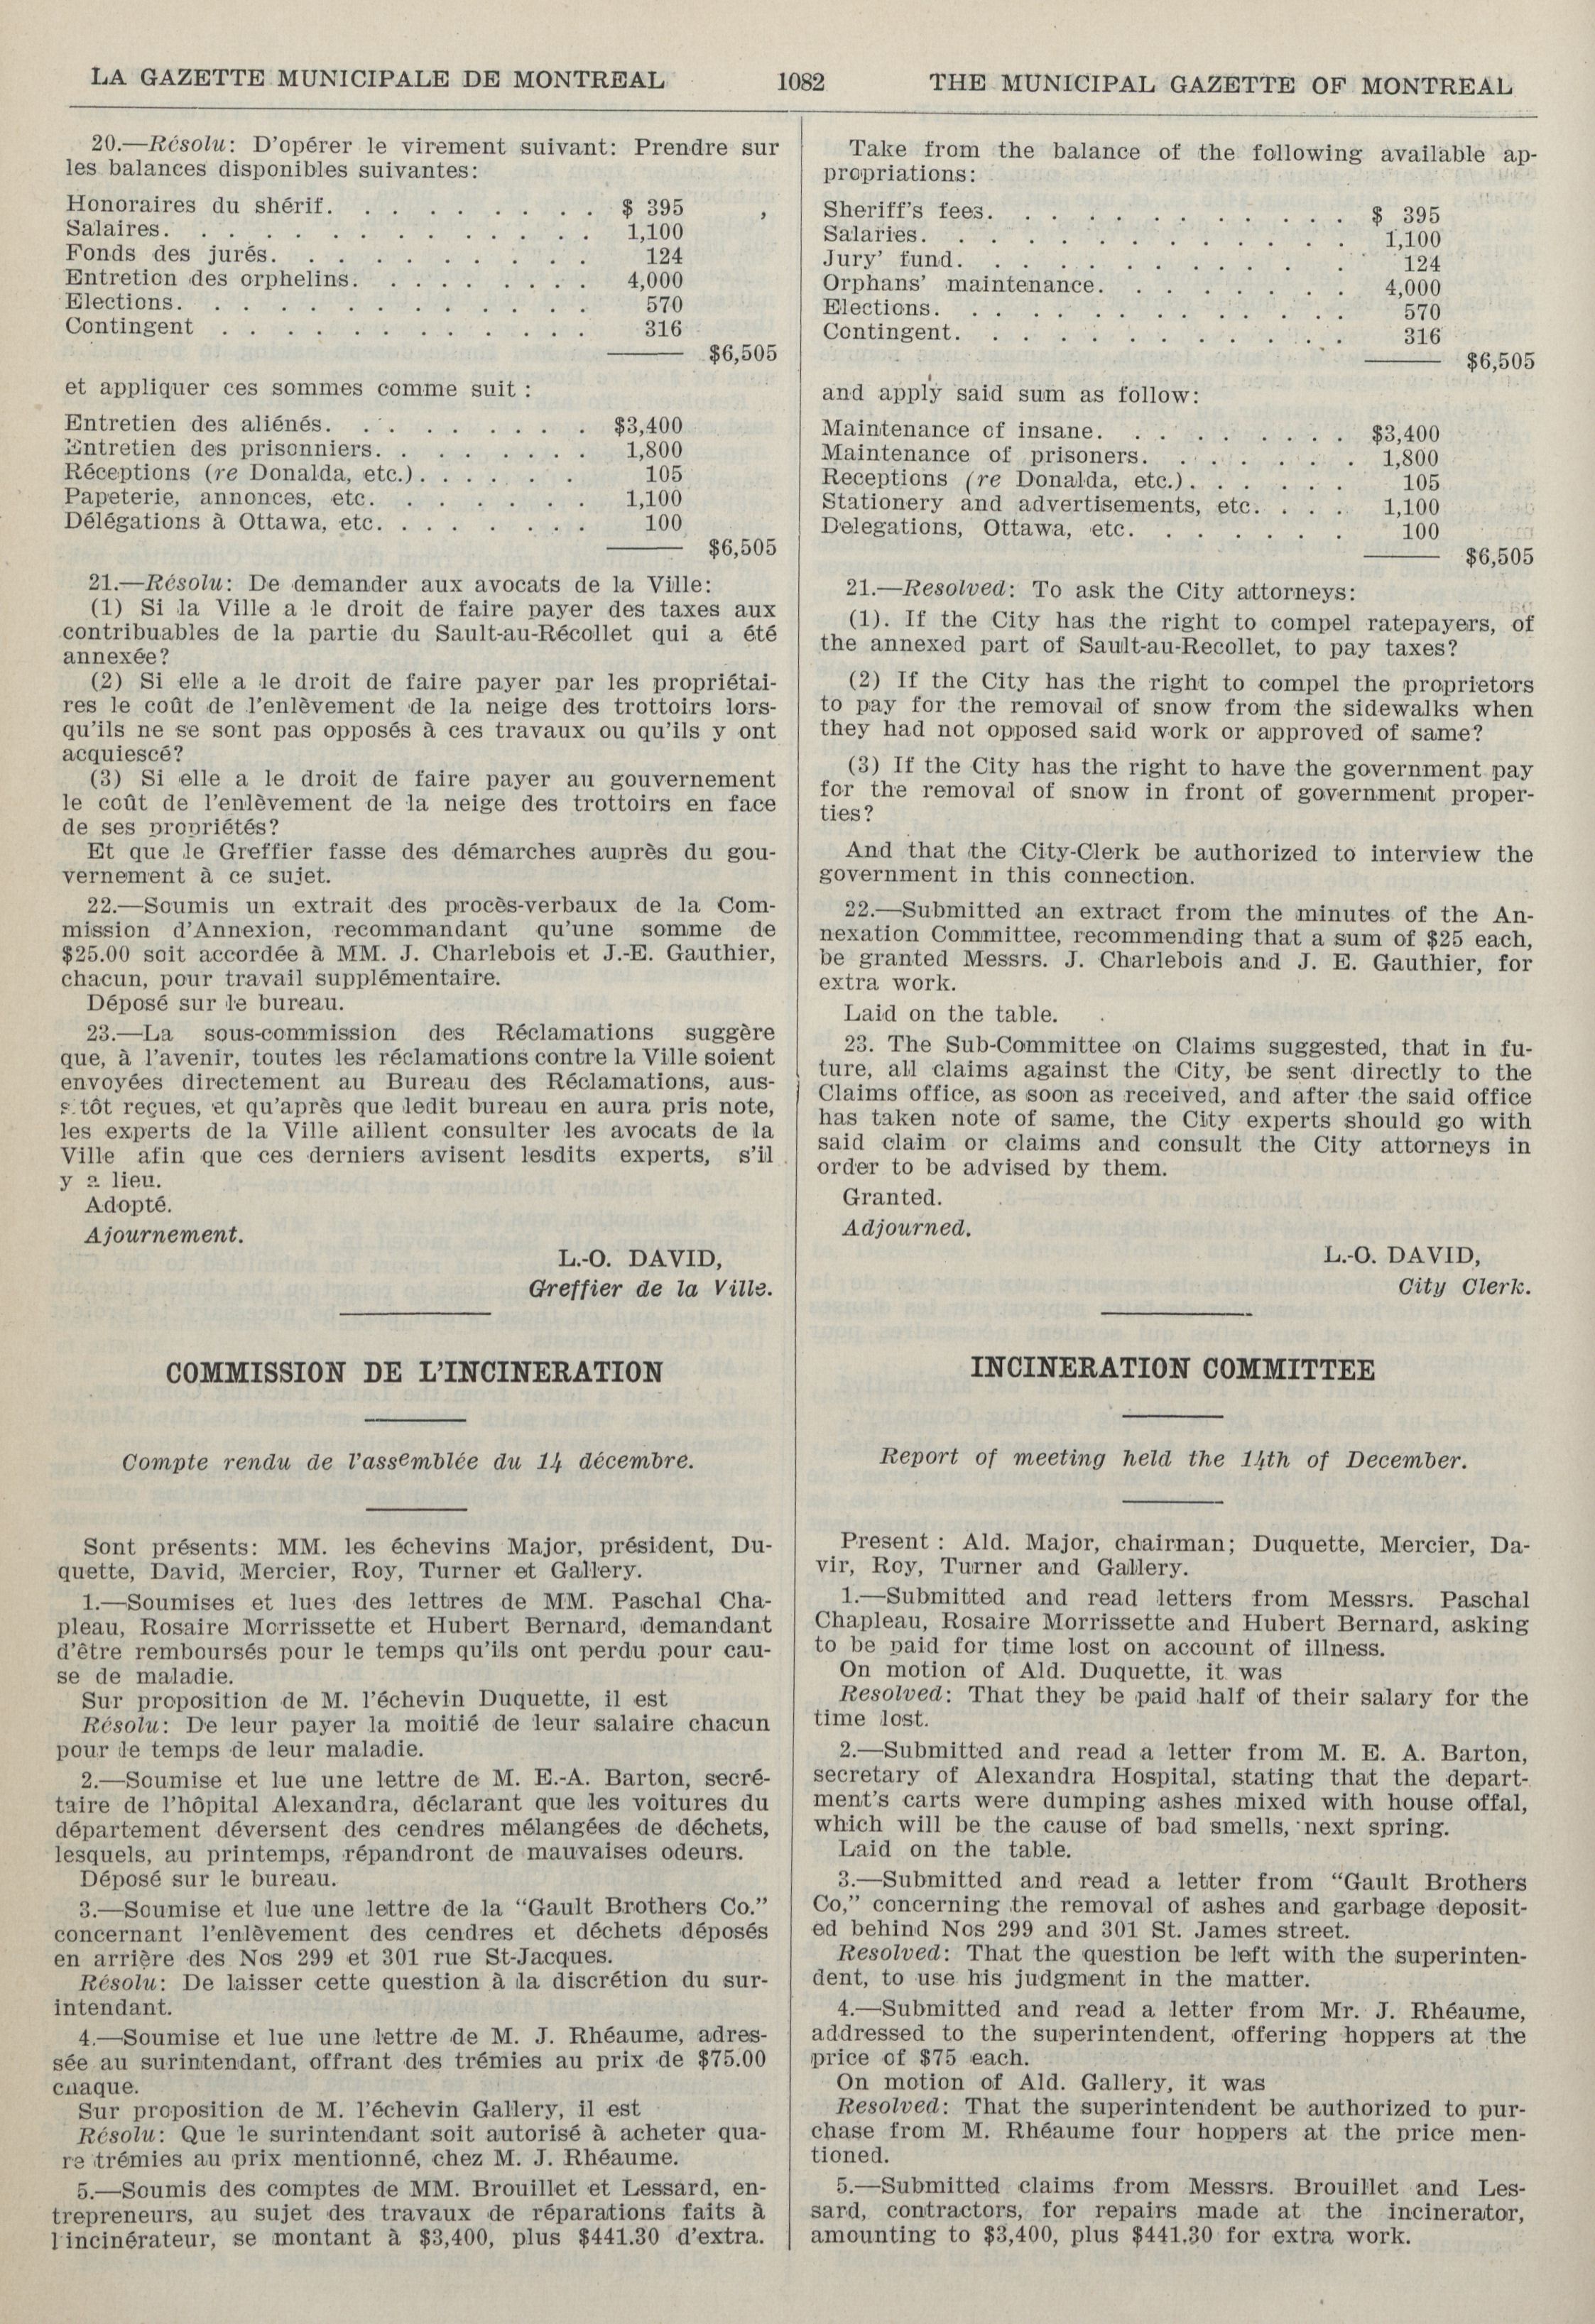 LA GAZETTE MUNICIPALE DE MONTREAL 1082 THE MUNICIPAL GAZETTE OF MONTREAL
20.—Résolu: D'opérer le virement suivant: Prendre sur
les balances disponibles suivantes:
Honoraires du shérif. . . . . . . . . . $ 395
Salaires. . . . . . . . . . . . . . . 1,100
Fonds des jurés. . . . . . . . . . . 124
Entretien des orphelins. . . . . . . . . 4,000
Elections. . . . . . . . . . . . . . 570
Contingent . . . . . . . . . . . . 316
$6,505
et appliquer ces sommes comme suit :
Entretien des aliénés. . . . . . . . . $3,400
Entretien des prisonniers. . . . . . . . 1,800
Réceptions (re Donalda, etc.). . . . . . 105
Papeterie, annonces, etc. . . . . . . . 1,100
Délégations à Ottawa, etc. . . . . . . . 100
$6,505
21.—Résolu: De demander aux avocats de la Ville:
(1) Si la Ville a le droit de faire payer des taxes aux
contribuables de la partie du Sault-au-Récollet qui a été
annexée?
(2) Si elle a le droit de faire payer par les propriétai-
res le coût de l'enlèvement de la neige des trottoirs lors-
qu'ils ne se sont pas opposés à ces travaux ou qu'ils y ont
acquiescé?
(3) Si elle a le droit de faire payer au gouvernement
le coût de l'enlèvement de la neige des trottoirs en face
de ses propriétés?
Et que le Greffier fasse des démarches auprès du gou-
vernement à ce sujet.
22.—Soumis un extrait des procès-verbaux de la Com-
mission d'Annexion, recommandant qu'une somme de
$25.00 soit accordée à MM. J. Charlebois et J.-E. Gauthier,
chacun, pour travail supplémentaire.
Déposé sur le bureau.
23.—La sous-commission des Réclamations suggère
que, à l'avenir, toutes les réclamations contre la Ville soient
envoyées directement au Bureau des Réclamations, aus-
sitôt reçues, et qu'après que ledit bureau en aura pris note,
les experts de la Ville aillent consulter les avocats de la
Ville afin que ces derniers avisent lesdits experts, s'il
y a lieu.
Adopté.
Ajournement.
L.-O. DAVID,
Greffier de la Ville.
COMMISSION DE L'INCINERATION
Compte rendu de l'assemblée du 14 décembre.
Sont présents: MM. les échevins Major, président, Du-
quette, David, Mercier, Roy, Turner et Gallery.
1.—Soumises et lues des lettres de MM. Paschal Cha-
pleau, Rosaire Morrissette et Hubert Bernard, demandant
d'être remboursés pour le temps qu'ils ont perdu pour cau-
se de maladie.
Sur proposition de M. l'échevin Duquette, il est
Résolu: De leur payer la moitié de leur salaire chacun
pour le temps de leur maladie.
2.—Soumise et lue une lettre de M. E.-A. Barton, secré-
taire de l'hôpital Alexandra, déclarant que les voitures du
département déversent des cendres mélangées de déchets,
lesquels, au printemps, répandront de mauvaises odeurs.
Déposé sur le bureau.
3.—Soumise et lue une lettre de la “Gault Brothers Co.”
concernant l'enlèvement des cendres et déchets déposés
en arrière des Nos 299 et 301 rue St-Jacques.
Résolu: De laisser cette question à la discrétion du sur-
intendant.
4.—Soumise et lue une lettre de M. J. Rhéaume, adres-
sée au surintendant, offrant des trémies au prix de $75.00
chaque.
Sur proposition de M. l'échevin Gallery, il est
Résolu: Que le surintendant soit autorisé à acheter qua-
re trémies au prix mentionné, chez M. J. Rhéaume.
5.—Soumis des comptes de MM. Brouillet et Lessard, en-
trepreneurs, au sujet des travaux de réparations faits à
l'incinérateur, se montant à $3,400, plus $441.30 d'extra.
Take from the balance of the following available ap-
propriations:
Sheriff's fees. . . . . . . . . . . . $ 395
Salaries. . . . . . . . . . . . . . 1,100
Jury' fund. . . . . . . . . . . . 124
Orphans' maintenance. . . . . . . . . 4,000
Elections. . . . . . . . . . . . . . 570
Contingent. . . . . . . . . . . . . 316
$6,505
and apply said sum as follow:
Maintenance of insane. . . . . . . . . $3,400
Maintenance of prisoners. . . . . . . . 1,800
Receptions (re Donalda, etc.). . . . . . 105
Stationery and advertisements, etc. . . . 1,100
Delegations, Ottawa, etc. . . . . . . . 100
$6,505
21.—Resolved: To ask the City attorneys:
(1). If the City has the right to compel ratepayers, of
the annexed part of Sault-au-Recollet, to pay taxes?
(2) If the City has the right to compel the proprietors
to pay for the removal of snow from the sidewalks when
they had not opposed said work or approved of same?
(3) If the City has the right to have the government pay
for the removal of snow in front of government proper-
ties?
And that the City-Clerk be authorized to interview the
government in this connection.
22.—Submitted an extract from the minutes of the An-
nexation Committee, recommending that a sum of $25 each,
be granted Messrs. J. Charlebois and J. E. Gauthier, for
extra work.
Laid on the table.
23. The Sub-Committee on Claims suggested, that in fu-
ture, all claims against the City, be sent directly to the
Claims office, as soon as received, and after the said office
has taken note of same, the City experts should go with
said claim or claims and consult the City attorneys in
order to be advised by them.
Granted.
Adjourned.
L.-O. DAVID,
City Clerk.
INCINERATION COMMITTEE
Report of meeting held the 14th of December.
Present : Ald. Major, chairman; Duquette, Mercier, Da-
vir, Roy, Turner and Gallery.
1.—Submitted and read letters from Messrs. Paschal
Chapleau, Rosaire Morrissette and Hubert Bernard, asking
to be paid for time lost on account of illness.
On motion of Ald. Duquette, it was
Resolved: That they be paid half of their salary for the
time lost.
2.—Submitted and read a letter from M. E. A. Barton,
secretary of Alexandra Hospital, stating that the depart-
ment's carts were dumping ashes mixed with house offal,
which will be the cause of bad smells, next spring.
Laid on the table.
3.—Submitted and read a letter from “Gault Brothers
Co,” concerning the removal of ashes and garbage deposit-
ed behind Nos 299 and 301 St. James street.
Resolved: That the question be left with the superinten-
dent, to use his judgment in the matter.
4.—Submitted and read a letter from Mr. J. Rhéaume,
addressed to the superintendent, offering hoppers at the
price of $75 each.
On motion of Ald. Gallery, it was
Resolved: That the superintendent be authorized to pur-
chase from M. Rhéaume four hoppers at the price men-
tioned.
5.—Submitted claims from Messrs. Brouillet and Les-
sard, contractors, for repairs made at the incinerator,
amounting to $3,400, plus $441.30 for extra work.